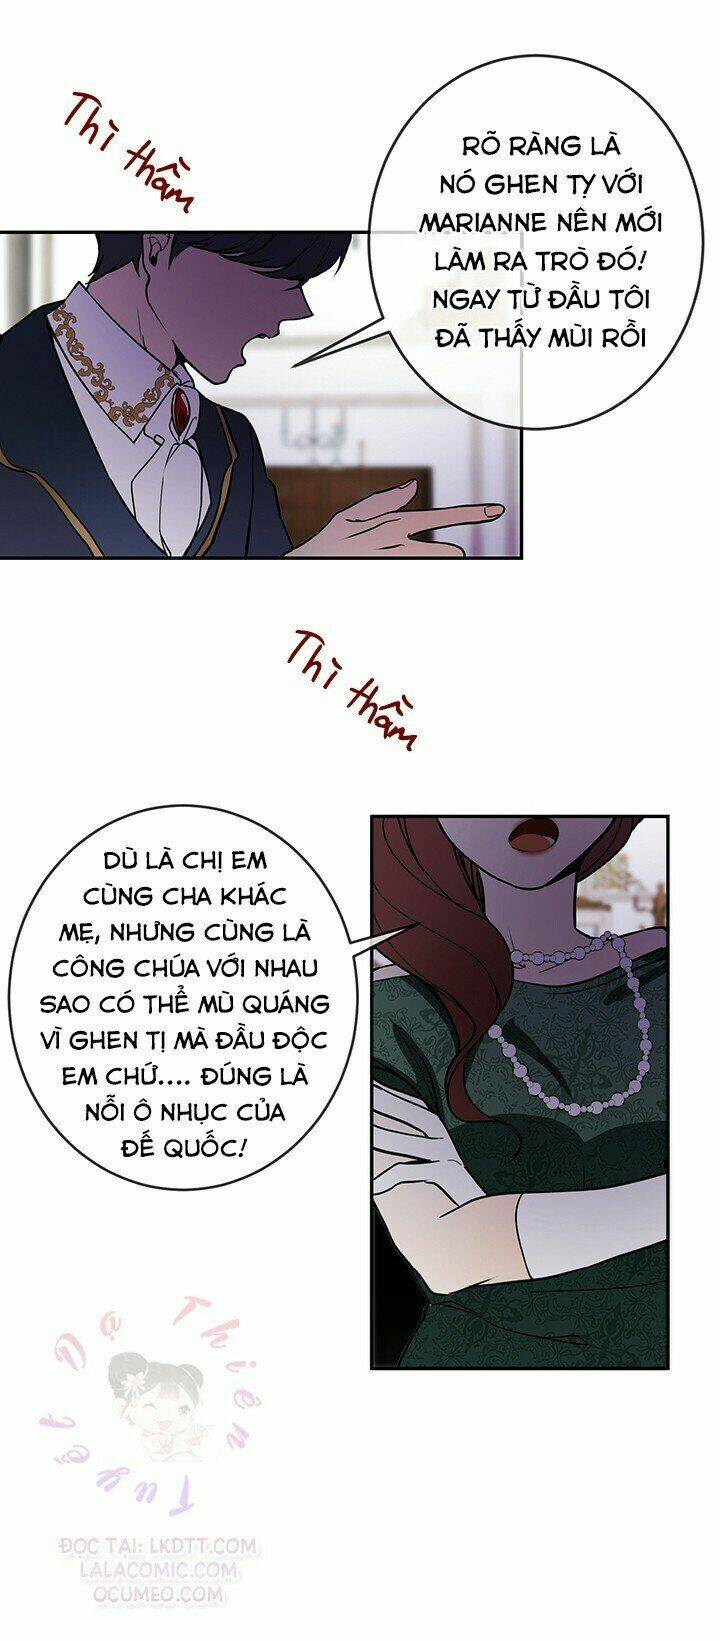 Thì thầm
RÕ RÀNG LÀ
NÓ GHEN TỴ VỚI
MARIANNE NÊN MỚI
LÀM RA TRÒ ĐÓ!
NGAY TỪ ĐẦU TÔI
ĐÃ THẤY MÙI RỒI
Thì thầm
DÙ LÀ CHỊ EM
CÙNG CHA KHÁC
MẸ, NHƯNG CÙNG LÀ
CÔNG CHÚA VỚI NHAU
SAO CÓ THỂ MÙ QUÁNG
VÌ GHEN TỊ MÀ ĐẦU ĐỘC
EM CHỨ.... ĐÚNG LÀ
NỖI Ô NHỤC CỦA
ĐẾ QUỐC!
Dạ Thiên Tuyết
ĐỌC TẠI: LKDTT.COM
LALACOMIC.COM
OCUMEO.COM